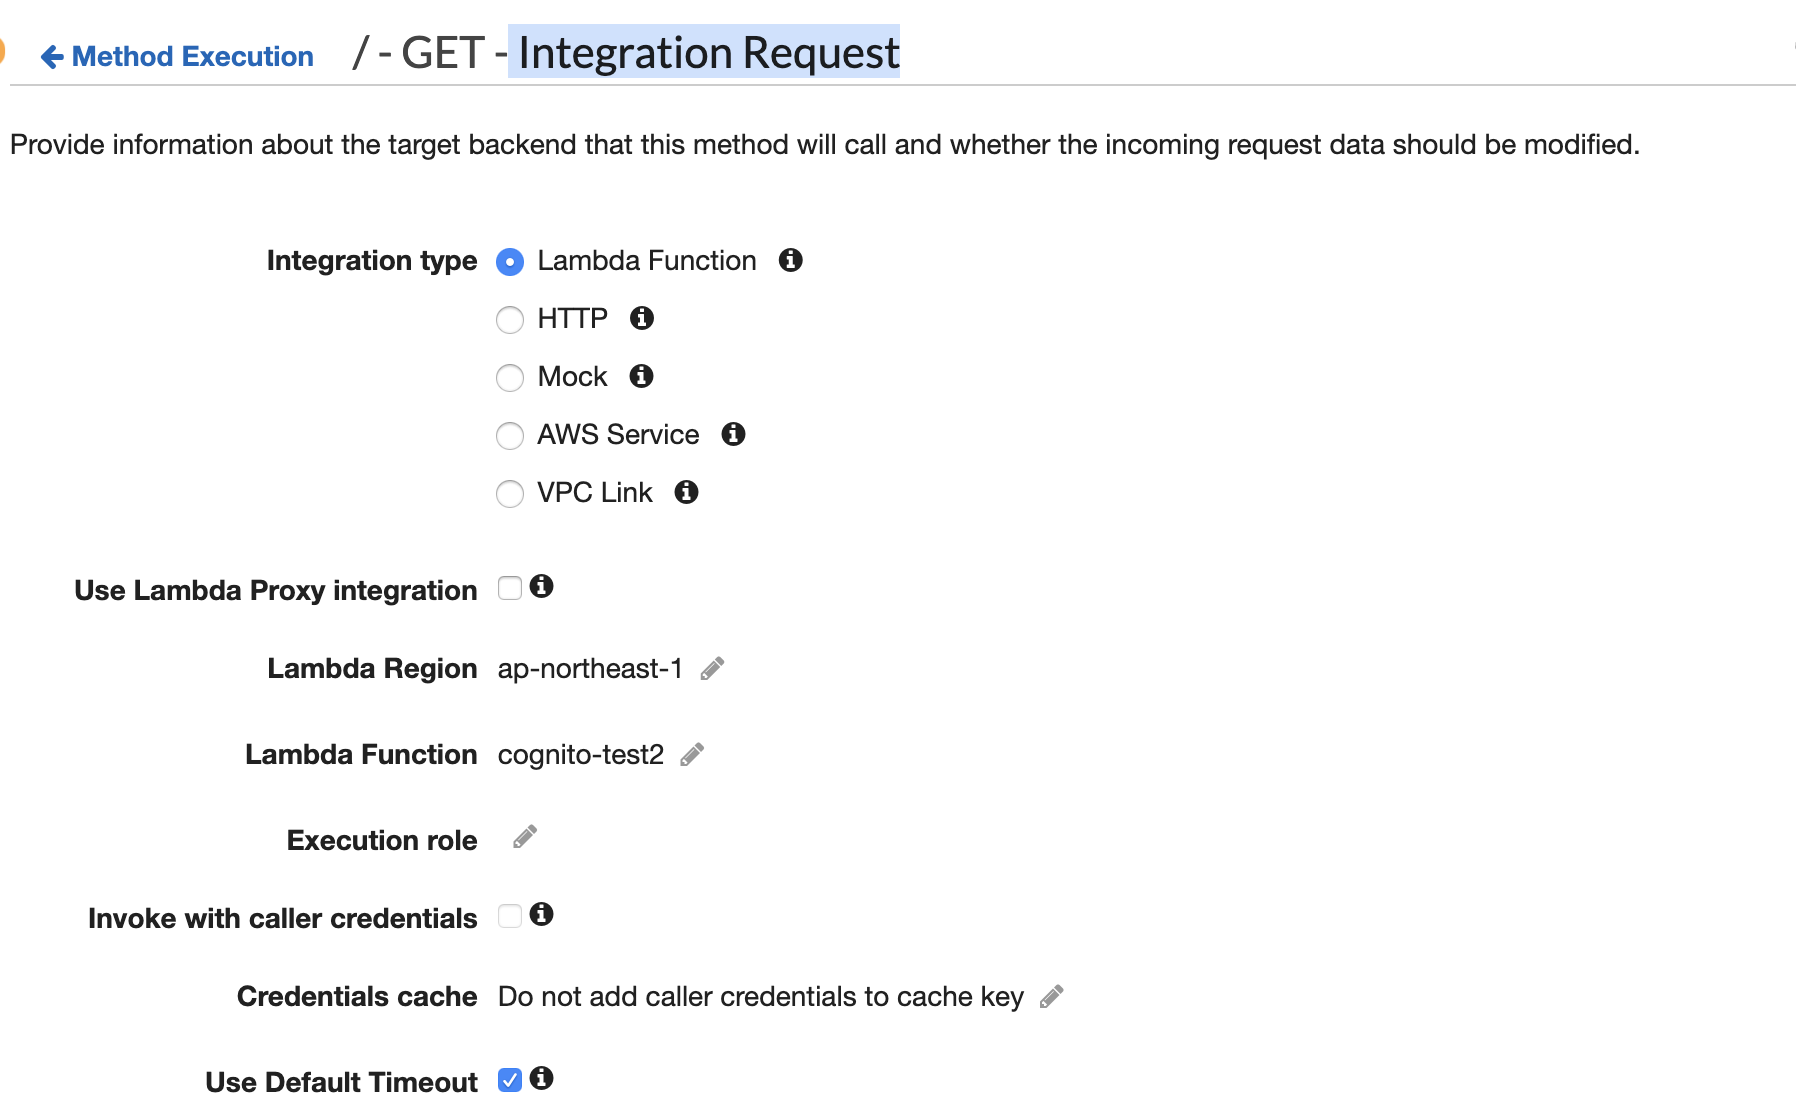 Method Execution / - GET - Integration Request
Provide information about the target backend that this method will call and whether the incoming request data should be modified.
Integration type Lambda Function
HTTP
Mock
AWS Service
VPC Link
Use Lambda Proxy integration
Lambda Region ap-northeast-1
Lambda Function cognito-test2
Execution role
Invoke with caller credentials
Credentials cache Do not add caller credentials to cache key
Use Default Timeout